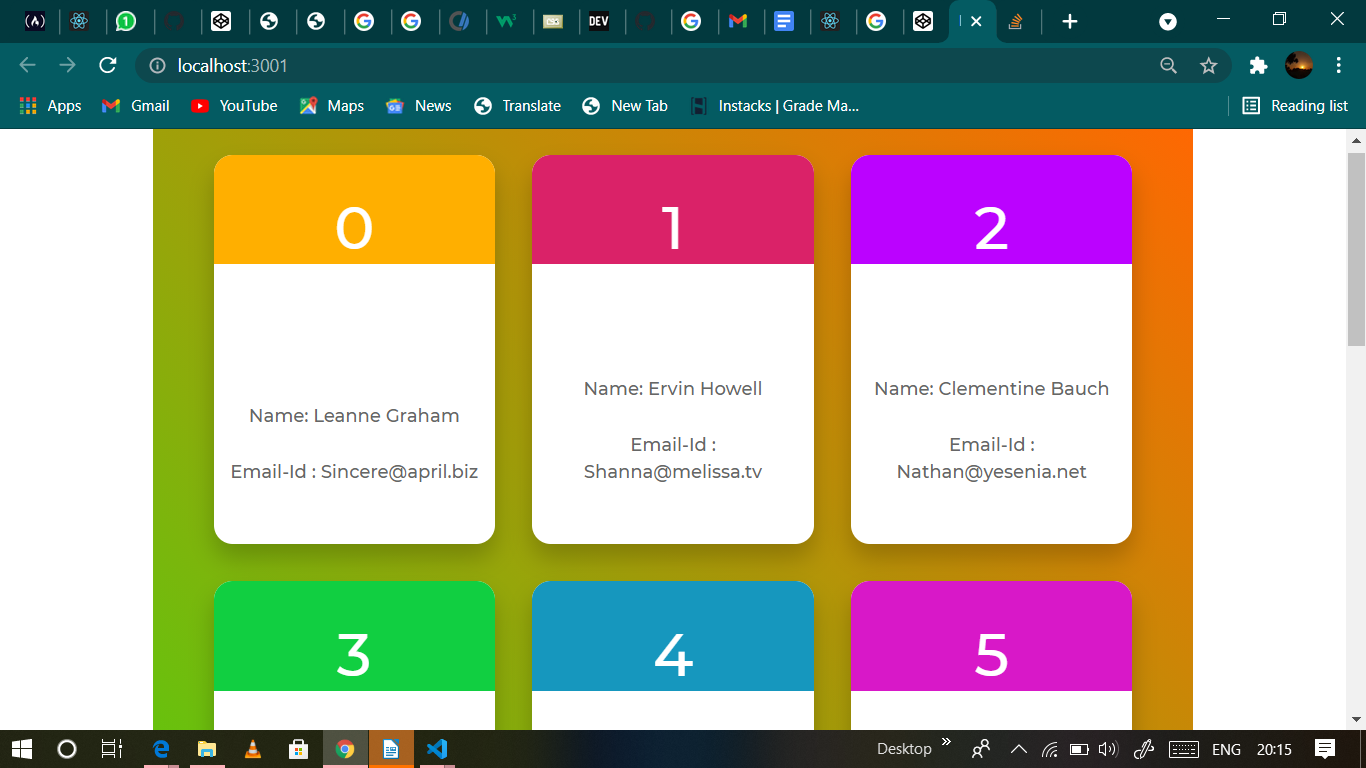 localhost:3001
Apps Gmail YouTube Maps News Translate New Tab Instacks | Grade Ma... Reading list
0 1 2
Name: Leanne Graham
Email-Id : Sincere@april.biz
Name: Ervin Howell
Email-Id :
Shanna@melissa.tv
Name: Clementine Bauch
Email-Id :
Nathan@yesenia.net
3 4 5
Desktop » ENG 20:15